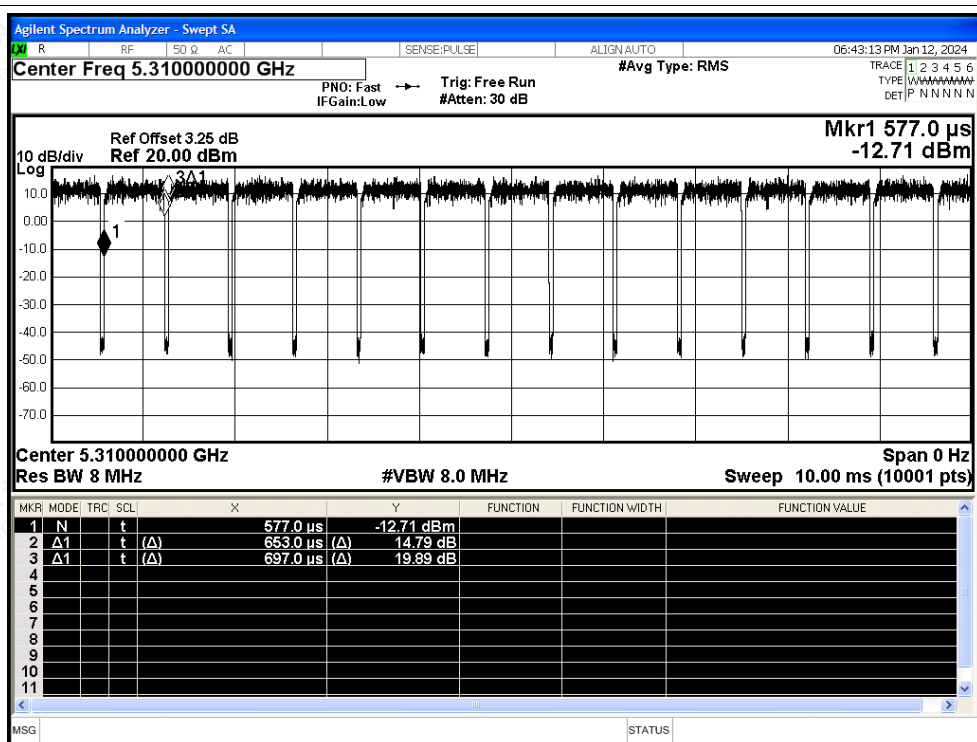 Agilent Spectrum Analyzer - Swept SA
LXI R RF 50 Ω AC SENSE:PULSE ALIGN AUTO 06:43:13 PM Jan 12, 2024
Center Freq 5.310000000 GHz #Avg Type: RMS TRACE 1 2 3 4 5 6
PNO: Fast Trig: Free Run TYPE W
IFGain:Low #Atten: 30 dB DET P N N N N N
Mkr1 577.0 µs
Ref Offset 3.25 dB
10 dB/div Ref 20.00 dBm -12.71 dBm
Log
3Δ1
10.0
0.00
1
-10.0
-20.0
-30.0
-40.0
-50.0
-60.0
-70.0
Center 5.310000000 GHz Span 0 Hz
Res BW 8 MHz #VBW 8.0 MHz Sweep 10.00 ms (10001 pts)
MKR MODE TRC SCL X Y FUNCTION FUNCTION WIDTH FUNCTION VALUE
1 N t 577.0 µs -12.71 dBm
2 Δ1 t (Δ) 653.0 µs (Δ) 14.79 dB
3 Δ1 t (Δ) 697.0 µs (Δ) 19.89 dB
4
5
6
7
8
9
10
11
MSG STATUS